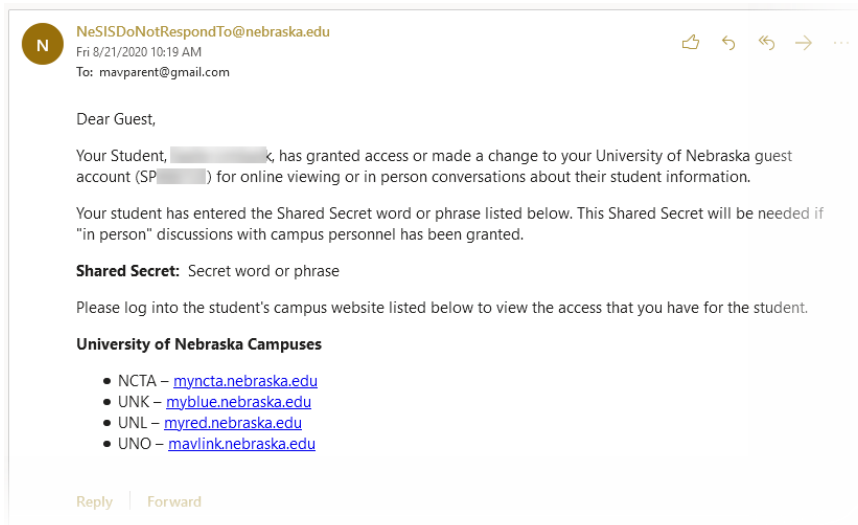 N
NeSISDoNotRespondTo@nebraska.edu
Fri 8/21/2020 10:19 AM
To: mavparent@gmail.com
Dear Guest,
Your Student, k, has granted access or made a change to your University of Nebraska guest
account (SP ) for online viewing or in person conversations about their student information.
Your student has entered the Shared Secret word or phrase listed below. This Shared Secret will be needed if
"in person" discussions with campus personnel has been granted.
Shared Secret: Secret word or phrase
Please log into the student's campus website listed below to view the access that you have for the student.
University of Nebraska Campuses
● NCTA – myncta.nebraska.edu
● UNK – myblue.nebraska.edu
● UNL – myred.nebraska.edu
● UNO – mavlink.nebraska.edu
Reply Forward